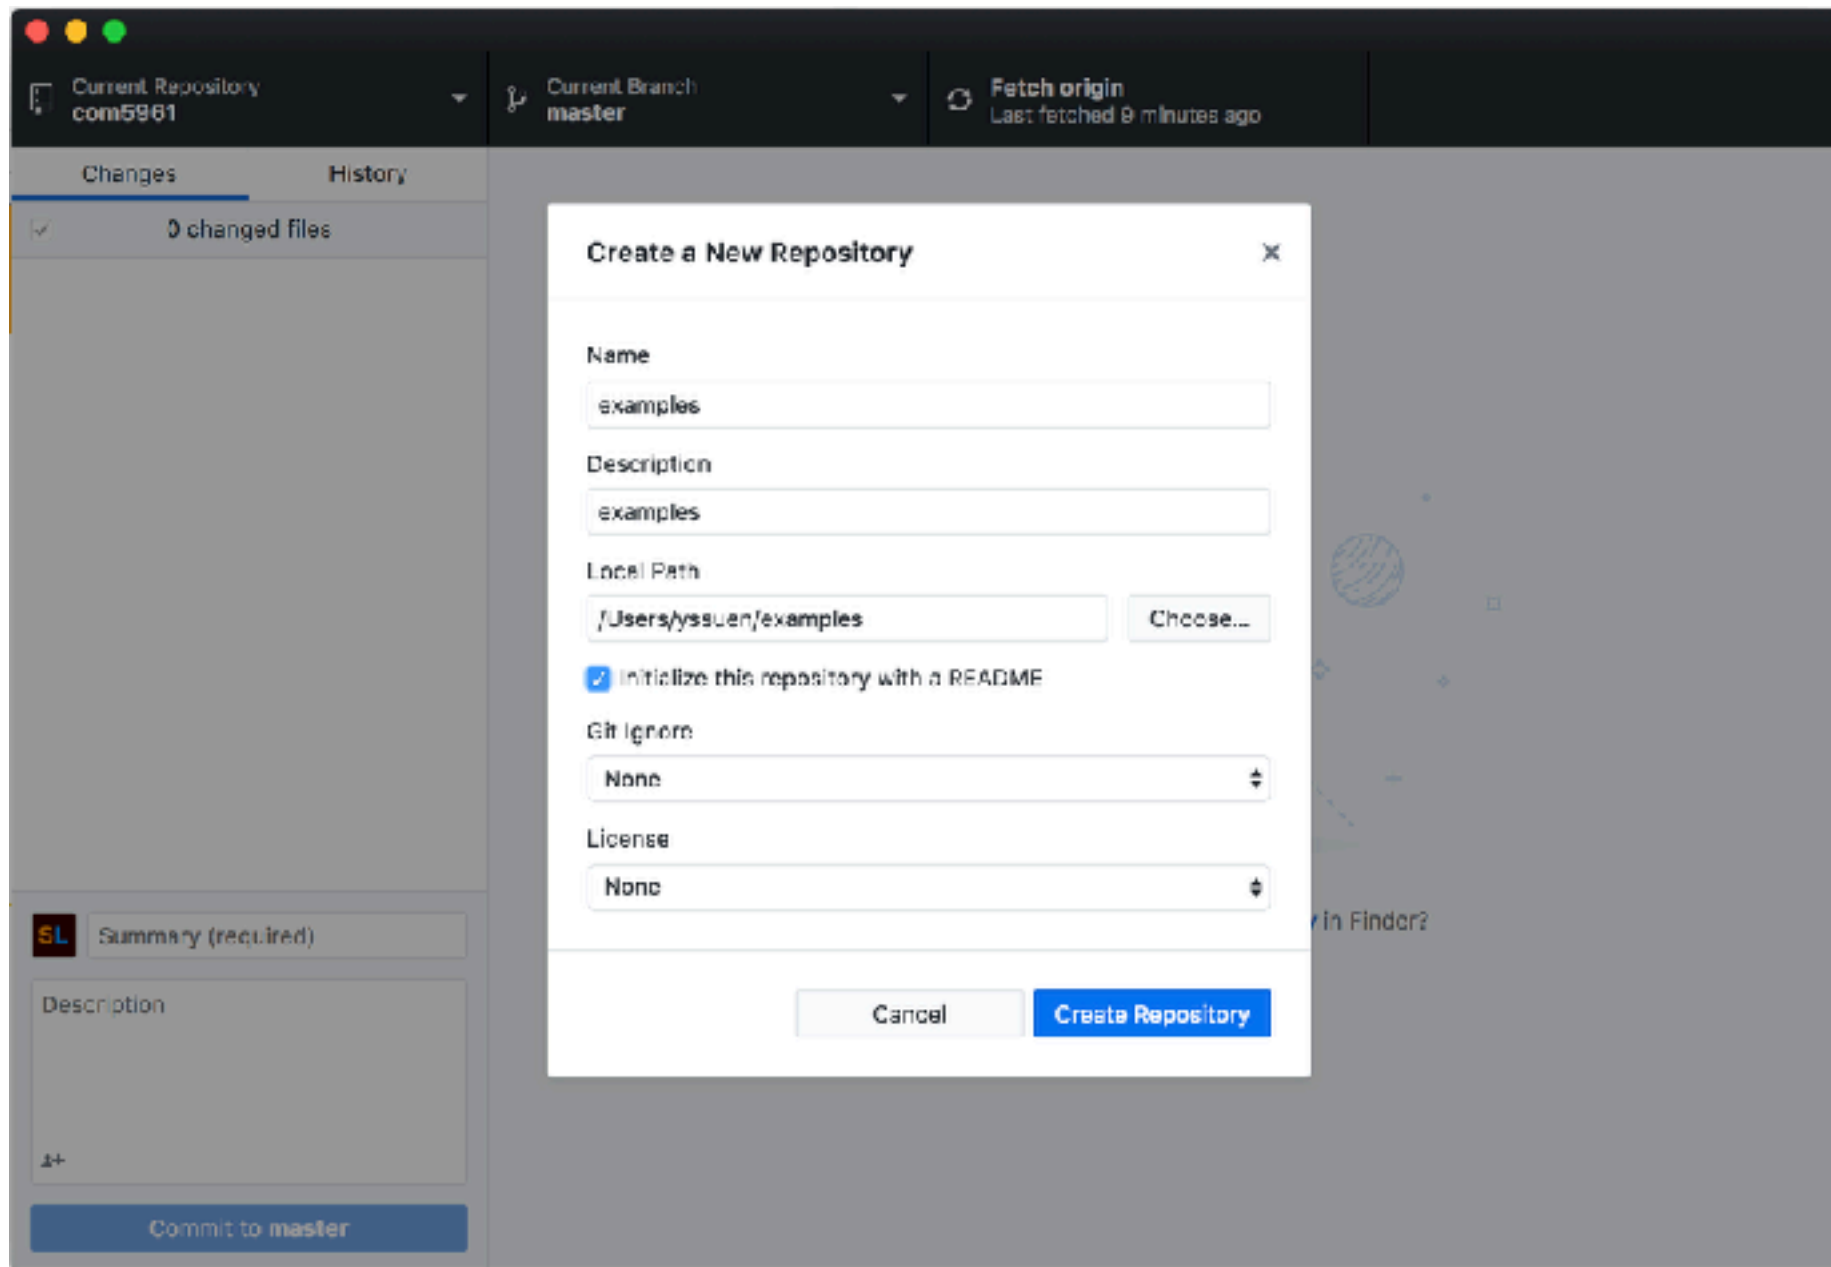 Current Repository
com5961
Current Branch
master
Fetch origin
Last fetched 9 minutes ago
Changes
History
0 changed files
Create a New Repository
Name
examples
Description
examples
Local Path
/Users/yssuen/examples
Choose...
Initialize this repository with a README
Git Ignore
None
License
None
in Finder?
Cancel
Create Repository
SL
Summary (required)
Description
Commit to master